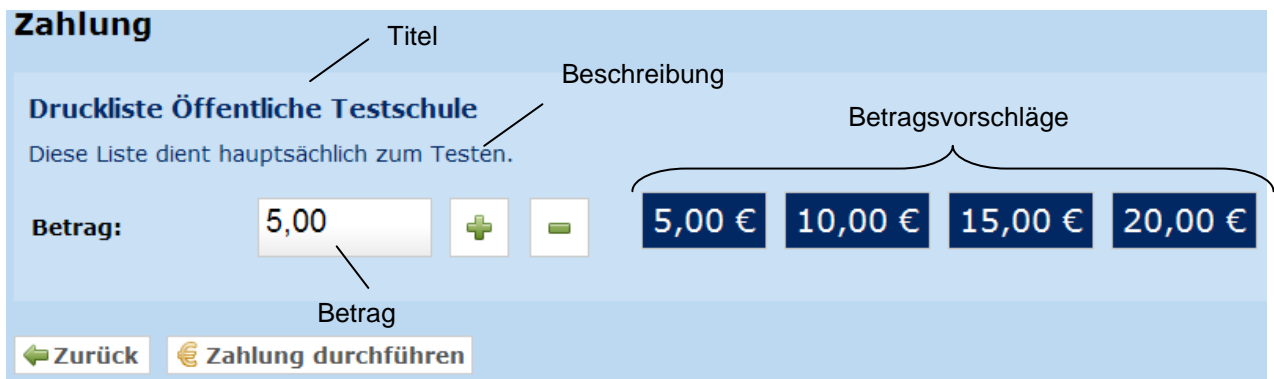 Zahlung
Titel
Beschreibung
Druckliste Öffentliche Testschule
Betragsvorschläge
Diese Liste dient hauptsächlich zum Testen.
Betrag: 5,00 5,00 € 10,00 € 15,00 € 20,00 €
Betrag
Zurück € Zahlung durchführen